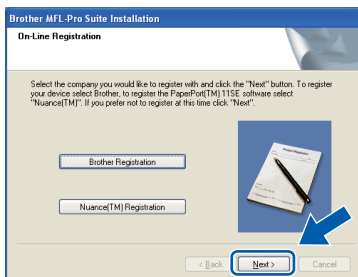 Brother MFL-Pro Suite Installation
On-Line Registration
Select the company you would like to register with and click the "Next" button. To register
your device select Brother, to register the PaperPort(TM) 11SE software select
"Nuance(TM)". If you prefer not to register at this time click "Next".
Brother Registration
Nuance(TM) Registration
Product Registration
< Back
Next >
Cancel